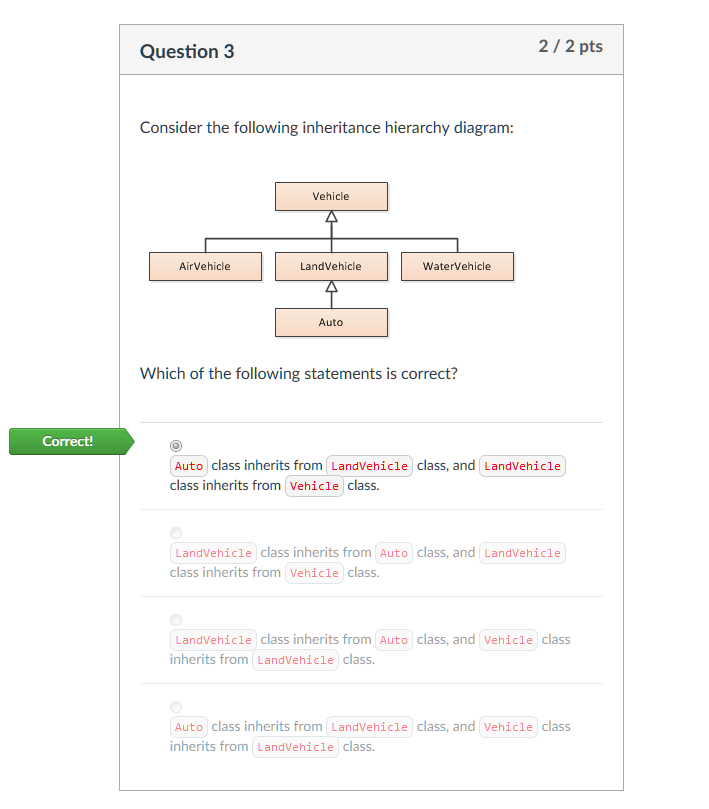 Question 3
2 / 2 pts
Consider the following inheritance hierarchy diagram:
Vehicle
AirVehicle
LandVehicle
WaterVehicle
Auto
Which of the following statements is correct?
Correct!
Auto class inherits from LandVehicle class, and LandVehicle
class inherits from Vehicle class.
LandVehicle class inherits from Auto class, and LandVehicle
class inherits from Vehicle class.
LandVehicle class inherits from Auto class, and Vehicle class
inherits from LandVehicle class.
Auto class inherits from LandVehicle class, and Vehicle class
inherits from LandVehicle class.